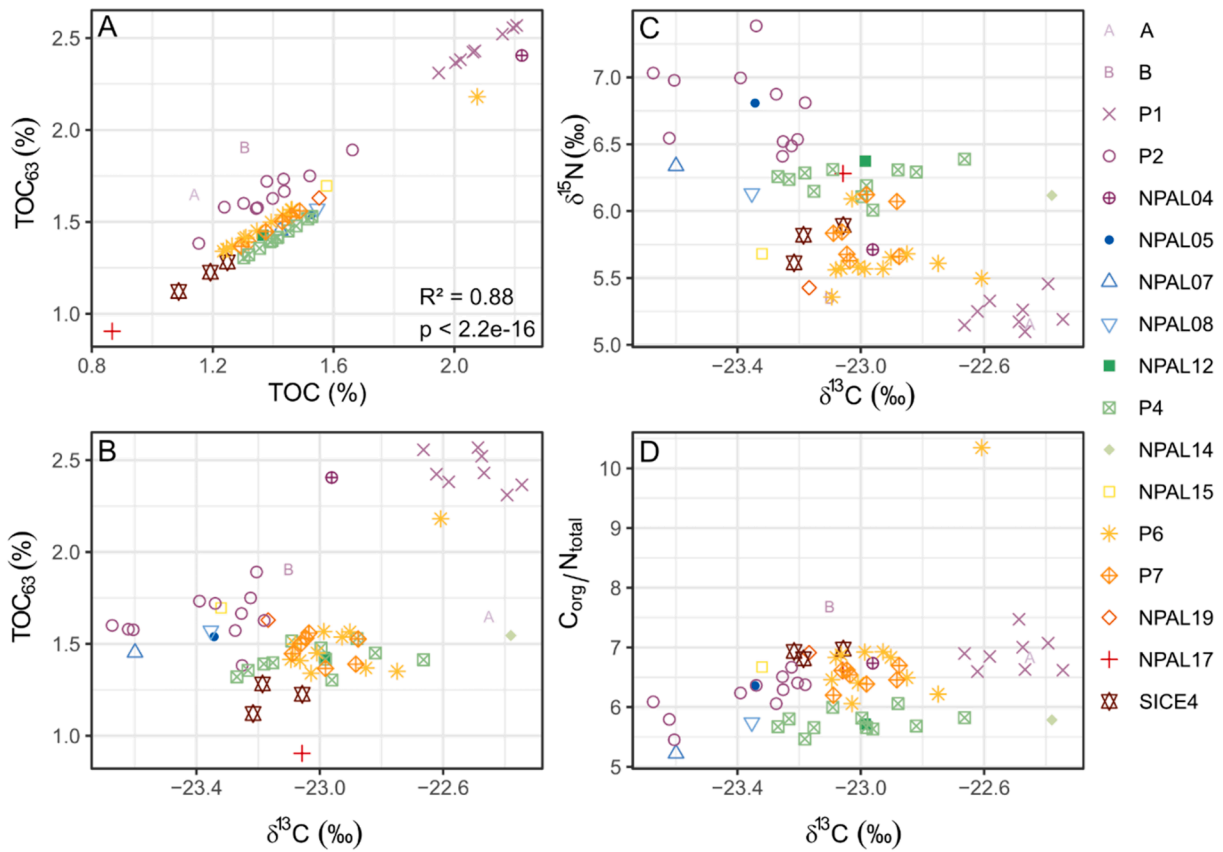 A
2.5
2.0
1.5
1.0
TOC₆₃ (%)
A
B
R² = 0.88
p < 2.2e-16
0.8
1.2
1.6
2.0
TOC (%)
C
7.0
6.5
6.0
5.5
5.0
δ¹⁵N (‰)
B
A
−23.4
−23.0
−22.6
δ¹³C (‰)
B
2.5
2.0
1.5
1.0
TOC₆₃ (%)
B
A
−23.4
−23.0
−22.6
δ¹³C (‰)
D
10
9
8
7
6
5
C_org/N_total
B
A
−23.4
−23.0
−22.6
δ¹³C (‰)
A A
B B
P1
P2
NPAL04
NPAL05
NPAL07
NPAL08
NPAL12
P4
NPAL14
NPAL15
P6
P7
NPAL19
NPAL17
SICE4